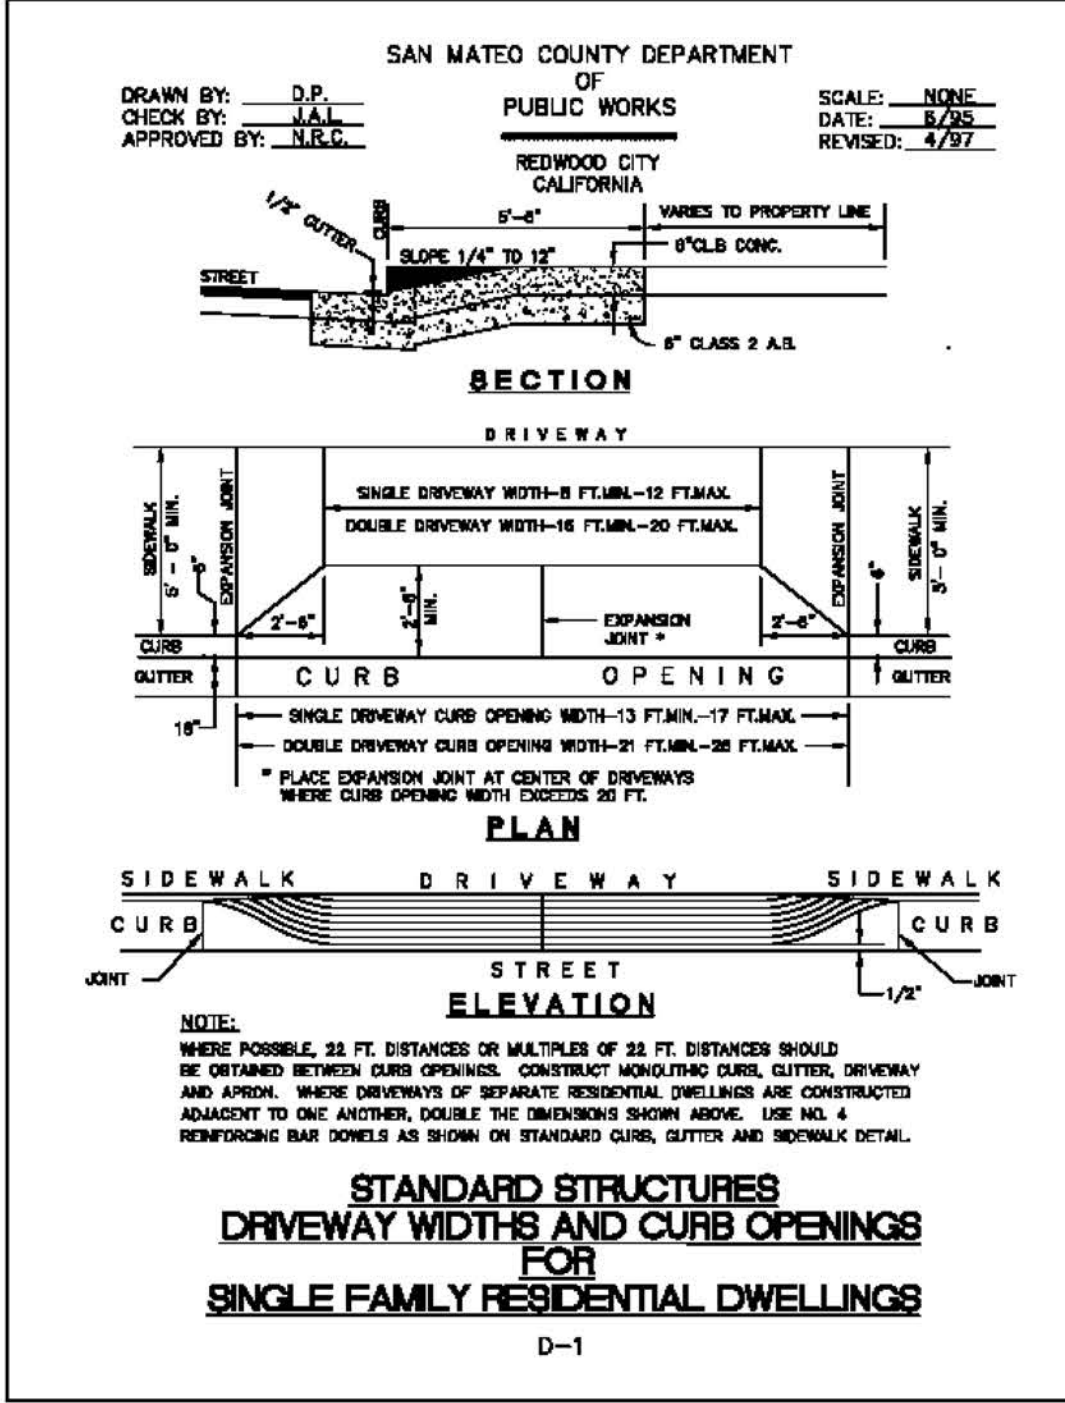 SAN MATEO COUNTY DEPARTMENT
OF
PUBLIC WORKS
REDWOOD CITY
CALIFORNIA
DRAWN BY: D.P.
CHECK BY: J.A.L.
APPROVED BY: N.R.C.
SCALE: NONE
DATE: 6/95
REVISED: 4/97
1/2" GUTTER
CURB
5'-6"
VARIES TO PROPERTY LINE
SLOPE 1/4" TO 12"
6" CL.B CONC.
STREET
6" CLASS 2 A.B.
SECTION
DRIVEWAY
SIDEWALK
5'-0" MIN.
6"
EXPANSION JOINT
SINGLE DRIVEWAY WIDTH-8 FT.MIN.-12 FT.MAX.
DOUBLE DRIVEWAY WIDTH-16 FT.MIN.-20 FT.MAX.
EXPANSION JOINT
6"
SIDEWALK
5'-0" MIN.
2'-6"
2'-6"
MIN.
EXPANSION
JOINT *
2'-6"
CURB
CURB
GUTTER
CURB OPENING
GUTTER
18"
SINGLE DRIVEWAY CURB OPENING WIDTH-13 FT.MIN.-17 FT.MAX.
DOUBLE DRIVEWAY CURB OPENING WIDTH-21 FT.MIN.-25 FT.MAX.
* PLACE EXPANSION JOINT AT CENTER OF DRIVEWAYS
WHERE CURB OPENING WIDTH EXCEEDS 20 FT.
PLAN
SIDEWALK DRIVEWAY SIDEWALK
CURB
CURB
JOINT
STREET
1/2"
JOINT
ELEVATION
NOTE:
WHERE POSSIBLE, 22 FT. DISTANCES OR MULTIPLES OF 22 FT. DISTANCES SHOULD
BE OBTAINED BETWEEN CURB OPENINGS. CONSTRUCT MONOLITHIC CURB, GUTTER, DRIVEWAY
AND APRON. WHERE DRIVEWAYS OF SEPARATE RESIDENTIAL DWELLINGS ARE CONSTRUCTED
ADJACENT TO ONE ANOTHER, DOUBLE THE DIMENSIONS SHOWN ABOVE. USE NO. 4
REINFORCING BAR DOWELS AS SHOWN ON STANDARD CURB, GUTTER AND SIDEWALK DETAIL.
STANDARD STRUCTURES
DRIVEWAY WIDTHS AND CURB OPENINGS
FOR
SINGLE FAMILY RESIDENTIAL DWELLINGS
D-1